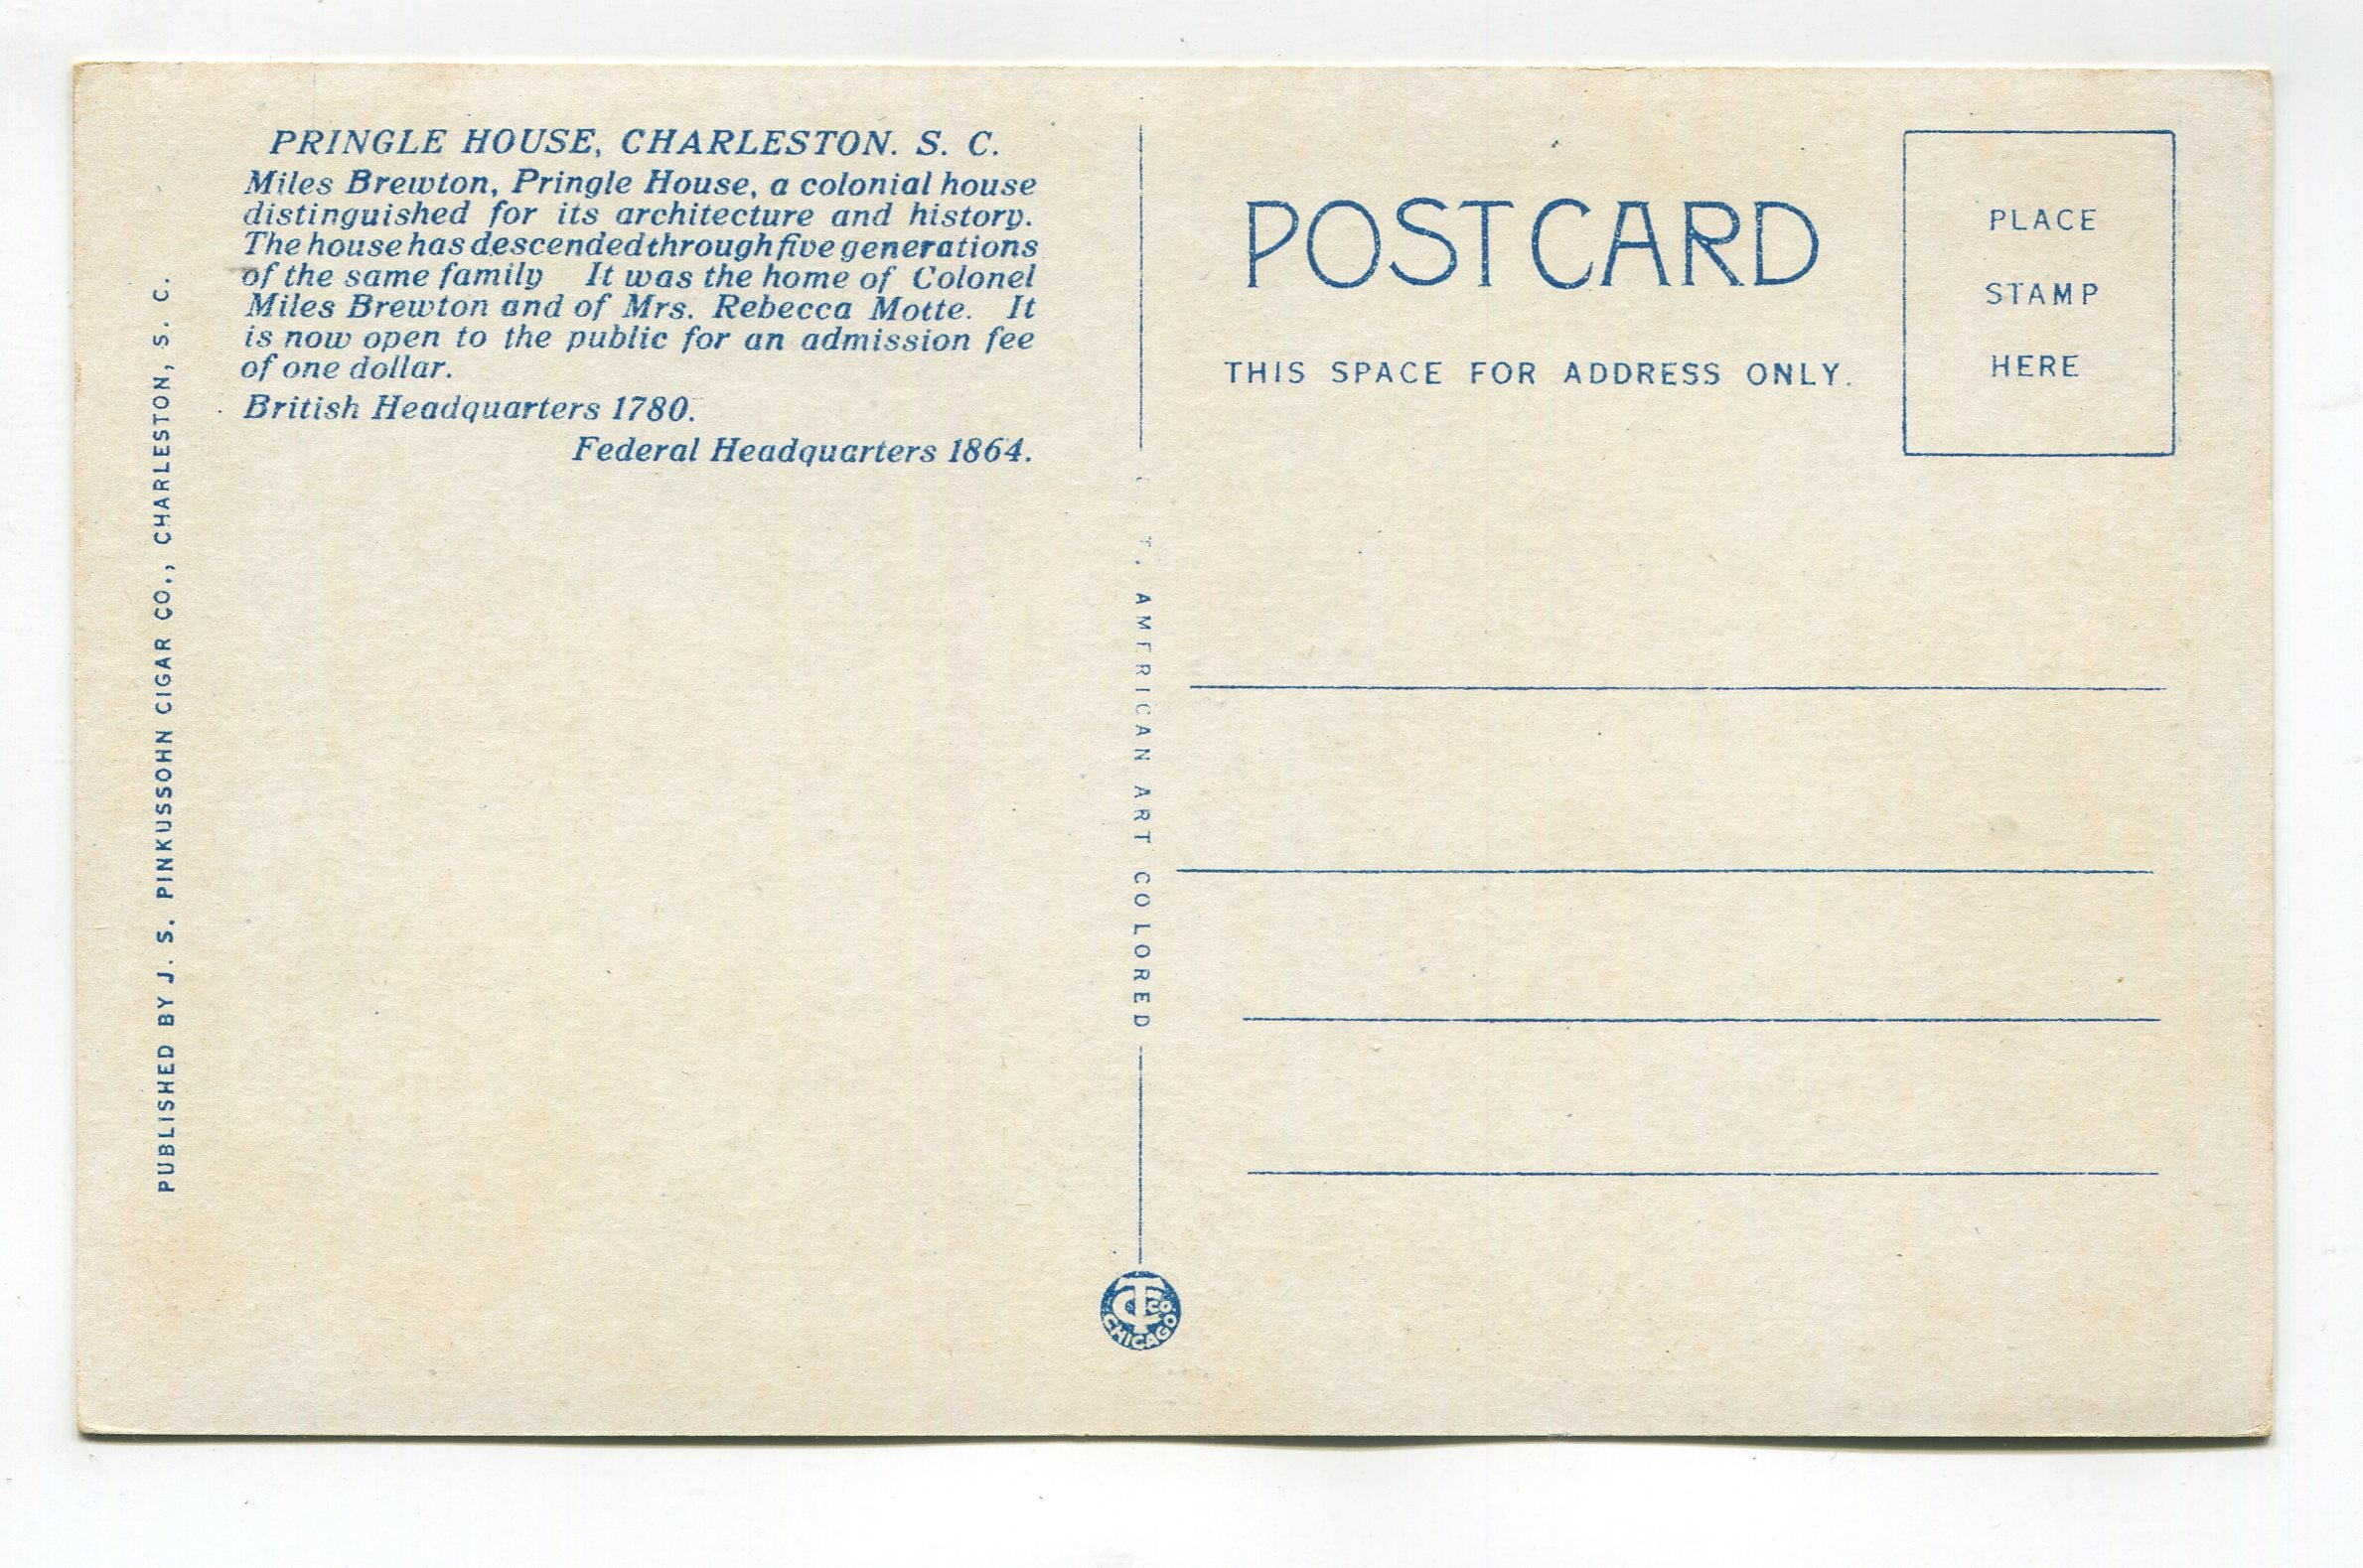 PRINGLE HOUSE, CHARLESTON. S. C.
Miles Brewton, Pringle House, a colonial house
distinguished for its architecture and history.
The house has descended through five generations
of the same family It was the home of Colonel
Miles Brewton and of Mrs. Rebecca Motte. It
is now open to the public for an admission fee
of one dollar.
British Headquarters 1780.
Federal Headquarters 1864.
PUBLISHED BY J. S. PINKUSSOHN CIGAR CO., CHARLESTON, S. C.
T. AMERICAN ART COLORED
CT CO. CHICAGO
POST CARD
THIS SPACE FOR ADDRESS ONLY.
PLACE
STAMP
HERE